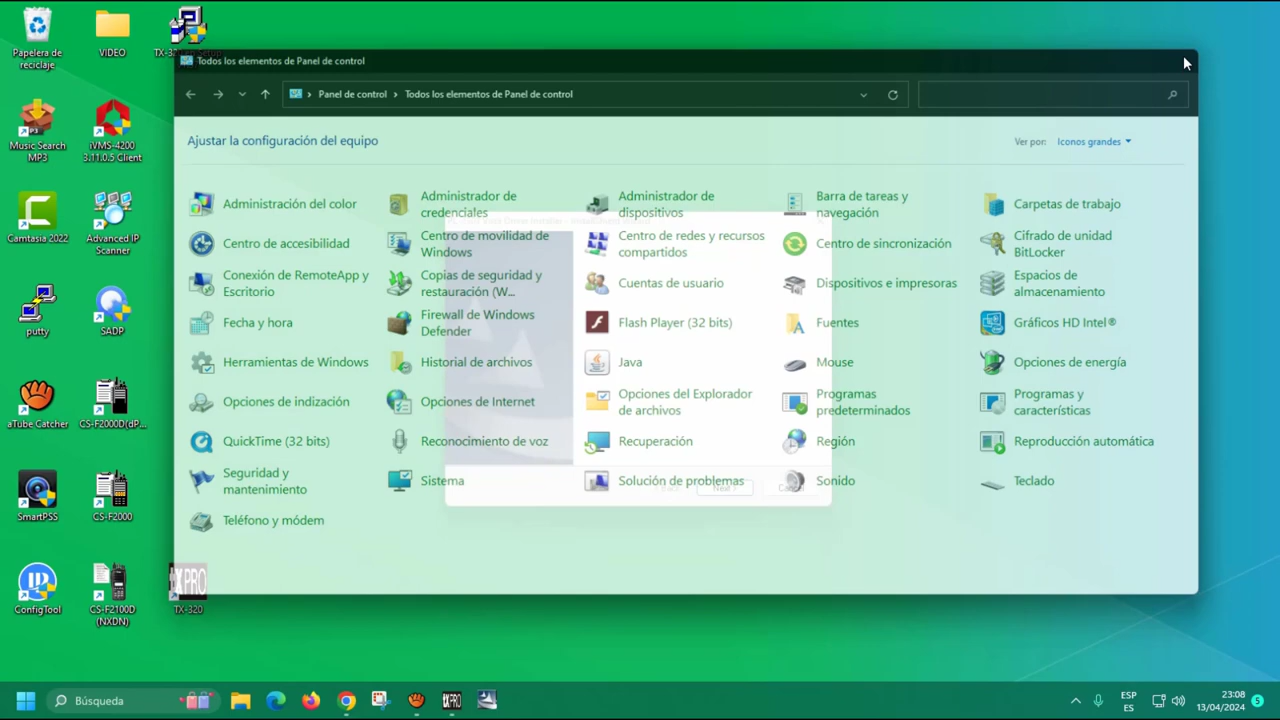 Papelera de
reciclaje
VIDEO
Todos los elementos de Panel de control
Panel de control
Todos los elementos de Panel de control
Ajustar la configuración del equipo
Ver por:
Iconos grandes
Administración del color
Administrador de
credenciales
Administrador de
dispositivos
Barra de tareas y
navegación
Carpetas de trabajo
Centro de accesibilidad
Centro de movilidad de
Windows
Centro de redes y recursos
compartidos
Centro de sincronización
Cifrado de unidad
BitLocker
Conexión de RemoteApp y
Escritorio
Copias de seguridad y
restauración (W...
Cuentas de usuario
Dispositivos e impresoras
Espacios de
almacenamiento
Fecha y hora
Firewall de Windows
Defender
Flash Player (32 bits)
Fuentes
Gráficos HD Intel®
Herramientas de Windows
Historial de archivos
Java
Mouse
Opciones de energía
Opciones de indización
Opciones de Internet
Opciones del Explorador
de archivos
Programas
predeterminados
Programas y
características
QuickTime (32 bits)
Reconocimiento de voz
Recuperación
Región
Reproducción automática
Seguridad y
mantenimiento
Sistema
Solución de problemas
Sonido
Teclado
Teléfono y módem
Next
Music Search
MP3
iVMS-4200
3.11.0.5 Client
Camtasia 2022
Advanced IP
Scanner
putty
SADP
aTube Catcher
CS-F2000D(dP...
SmartPSS
CS-F2000
ConfigTool
CS-F2100D
(NXDN)
TXPRO
TX-320
Búsqueda
TXPRO
ESP
ES
23:08
13/04/2024
5